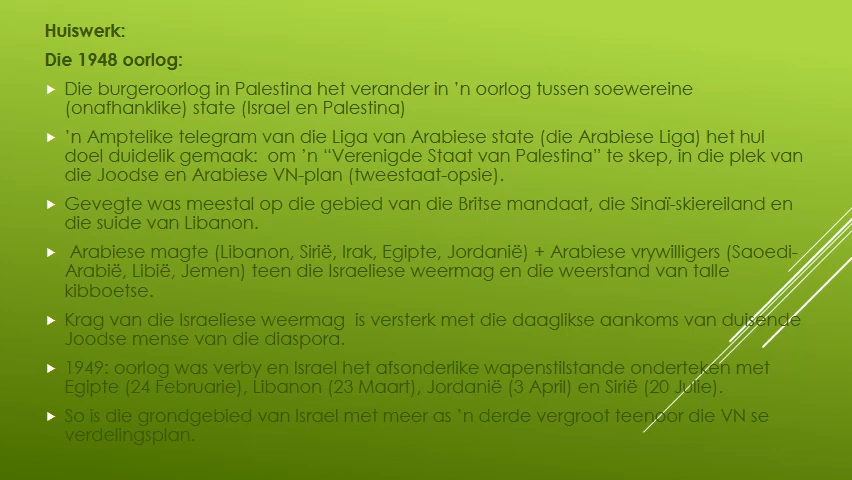 Huiswerk:
Die 1948 oorlog:
Die burgeroorlog in Palestina het verander in ’n oorlog tussen soewereine
(onafhanklike) state (Israel en Palestina)
’n Amptelike telegram van die Liga van Arabiese state (die Arabiese Liga) het hul
doel duidelik gemaak:  om ’n “Verenigde Staat van Palestina” te skep, in die plek van
die Joodse en Arabiese VN-plan (tweestaat-opsie).
Gevegte was meestal op die gebied van die Britse mandaat, die Sinaï-skiereiland en
die suide van Libanon.
Arabiese magte (Libanon, Sirië, Irak, Egipte, Jordanië) + Arabiese vrywilligers (Saoedi-
Arabië, Libië, Jemen) teen die Israeliese weermag en die weerstand van talle
kibboetse.
Krag van die Israeliese weermag  is versterk met die daaglikse aankoms van duisende
Joodse mense van die diaspora.
1949: oorlog was verby en Israel het afsonderlike wapenstilstande onderteken met
Egipte (24 Februarie), Libanon (23 Maart), Jordanië (3 April) en Sirië (20 Julie).
So is die grondgebied van Israel met meer as ’n derde vergroot teenoor die VN se
verdelingsplan.